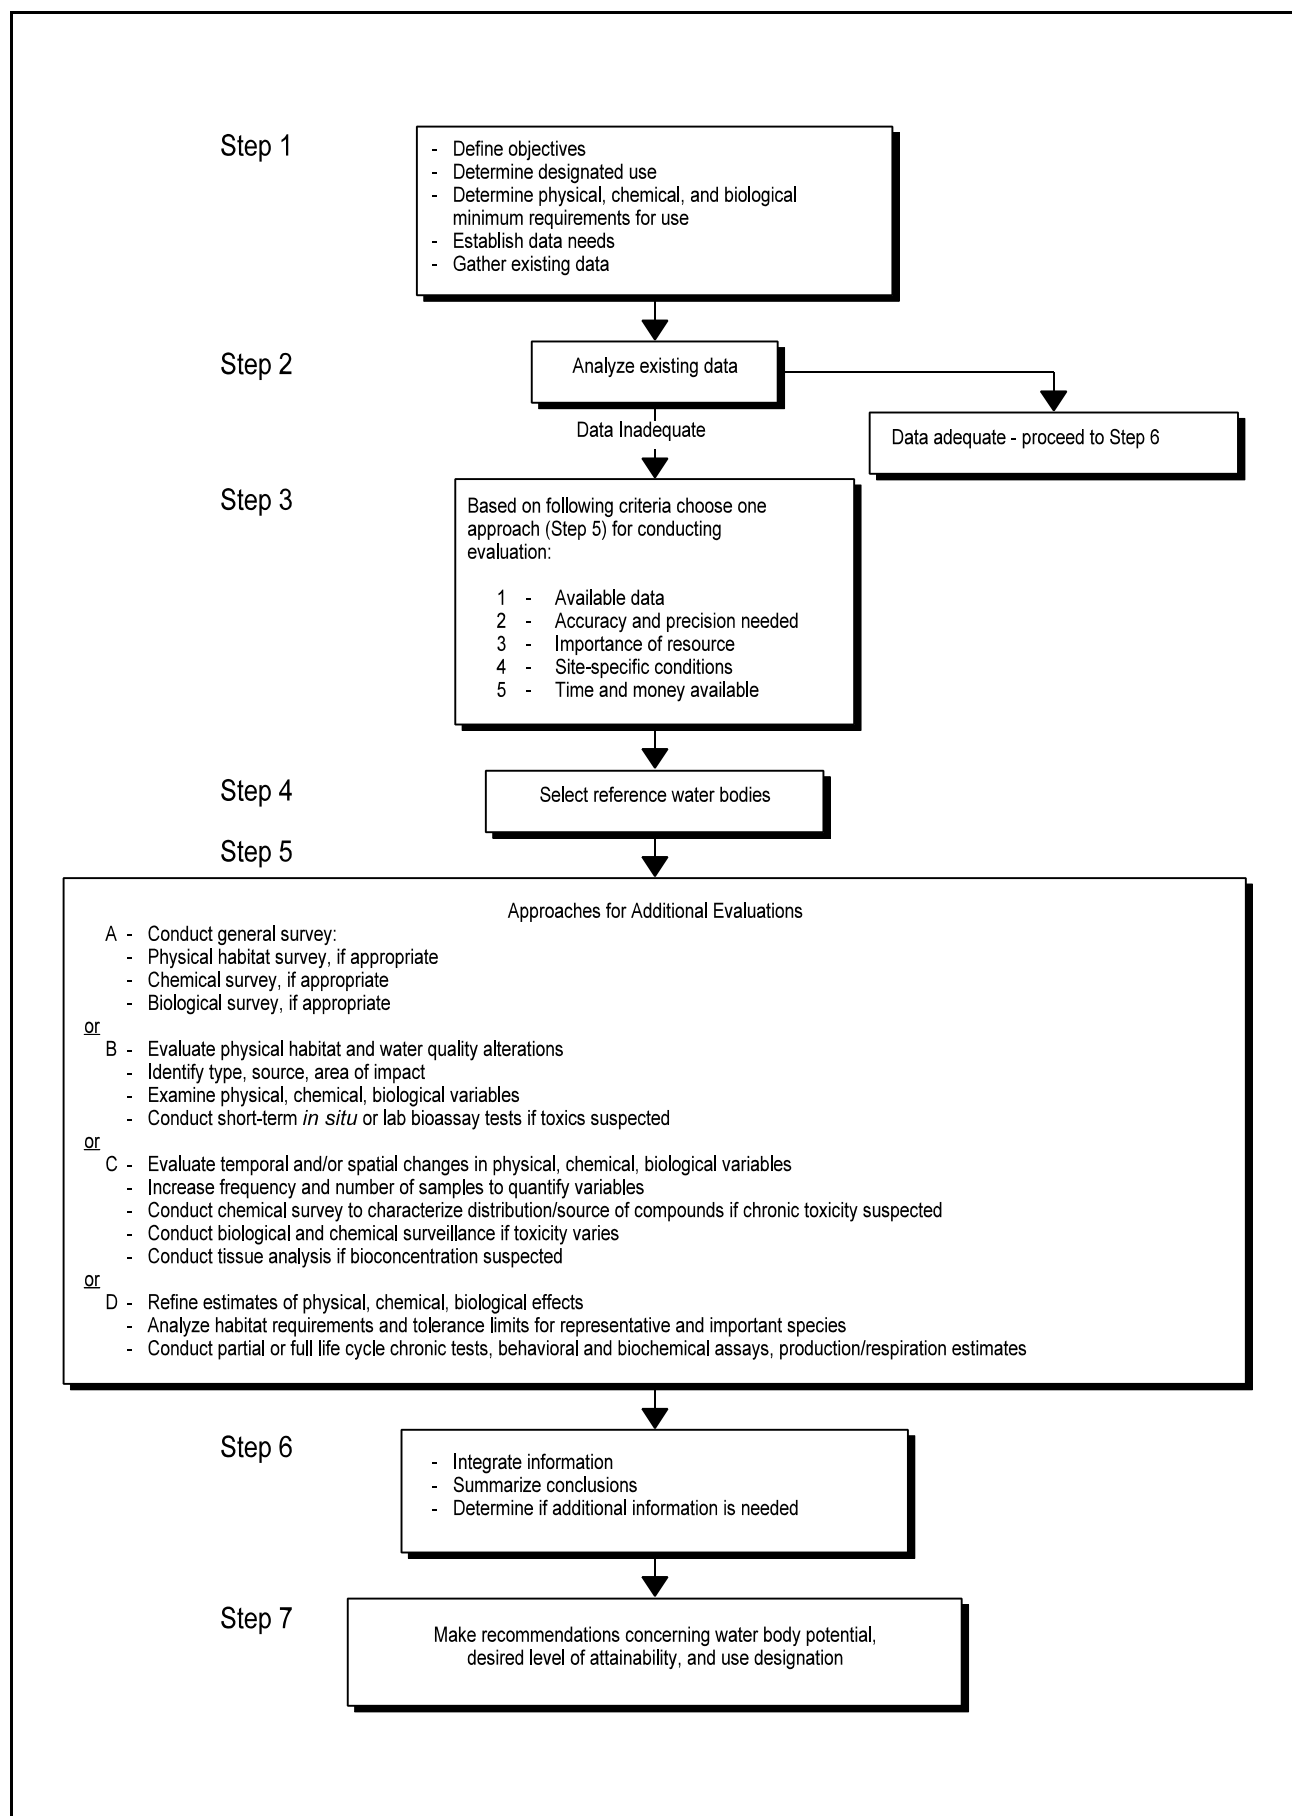 Step 1
- Define objectives
- Determine designated use
- Determine physical, chemical, and biological
minimum requirements for use
- Establish data needs
- Gather existing data
Step 2
Analyze existing data
Data Inadequate
Data adequate - proceed to Step 6
Step 3
Based on following criteria choose one
approach (Step 5) for conducting
evaluation:
1 - Available data
2 - Accuracy and precision needed
3 - Importance of resource
4 - Site-specific conditions
5 - Time and money available
Step 4
Select reference water bodies
Step 5
Approaches for Additional Evaluations
A - Conduct general survey:
- Physical habitat survey, if appropriate
- Chemical survey, if appropriate
- Biological survey, if appropriate
or
B - Evaluate physical habitat and water quality alterations
- Identify type, source, area of impact
- Examine physical, chemical, biological variables
- Conduct short-term in situ or lab bioassay tests if toxics suspected
or
C - Evaluate temporal and/or spatial changes in physical, chemical, biological variables
- Increase frequency and number of samples to quantify variables
- Conduct chemical survey to characterize distribution/source of compounds if chronic toxicity suspected
- Conduct biological and chemical surveillance if toxicity varies
- Conduct tissue analysis if bioconcentration suspected
or
D - Refine estimates of physical, chemical, biological effects
- Analyze habitat requirements and tolerance limits for representative and important species
- Conduct partial or full life cycle chronic tests, behavioral and biochemical assays, production/respiration estimates
Step 6
- Integrate information
- Summarize conclusions
- Determine if additional information is needed
Step 7
Make recommendations concerning water body potential,
desired level of attainability, and use designation